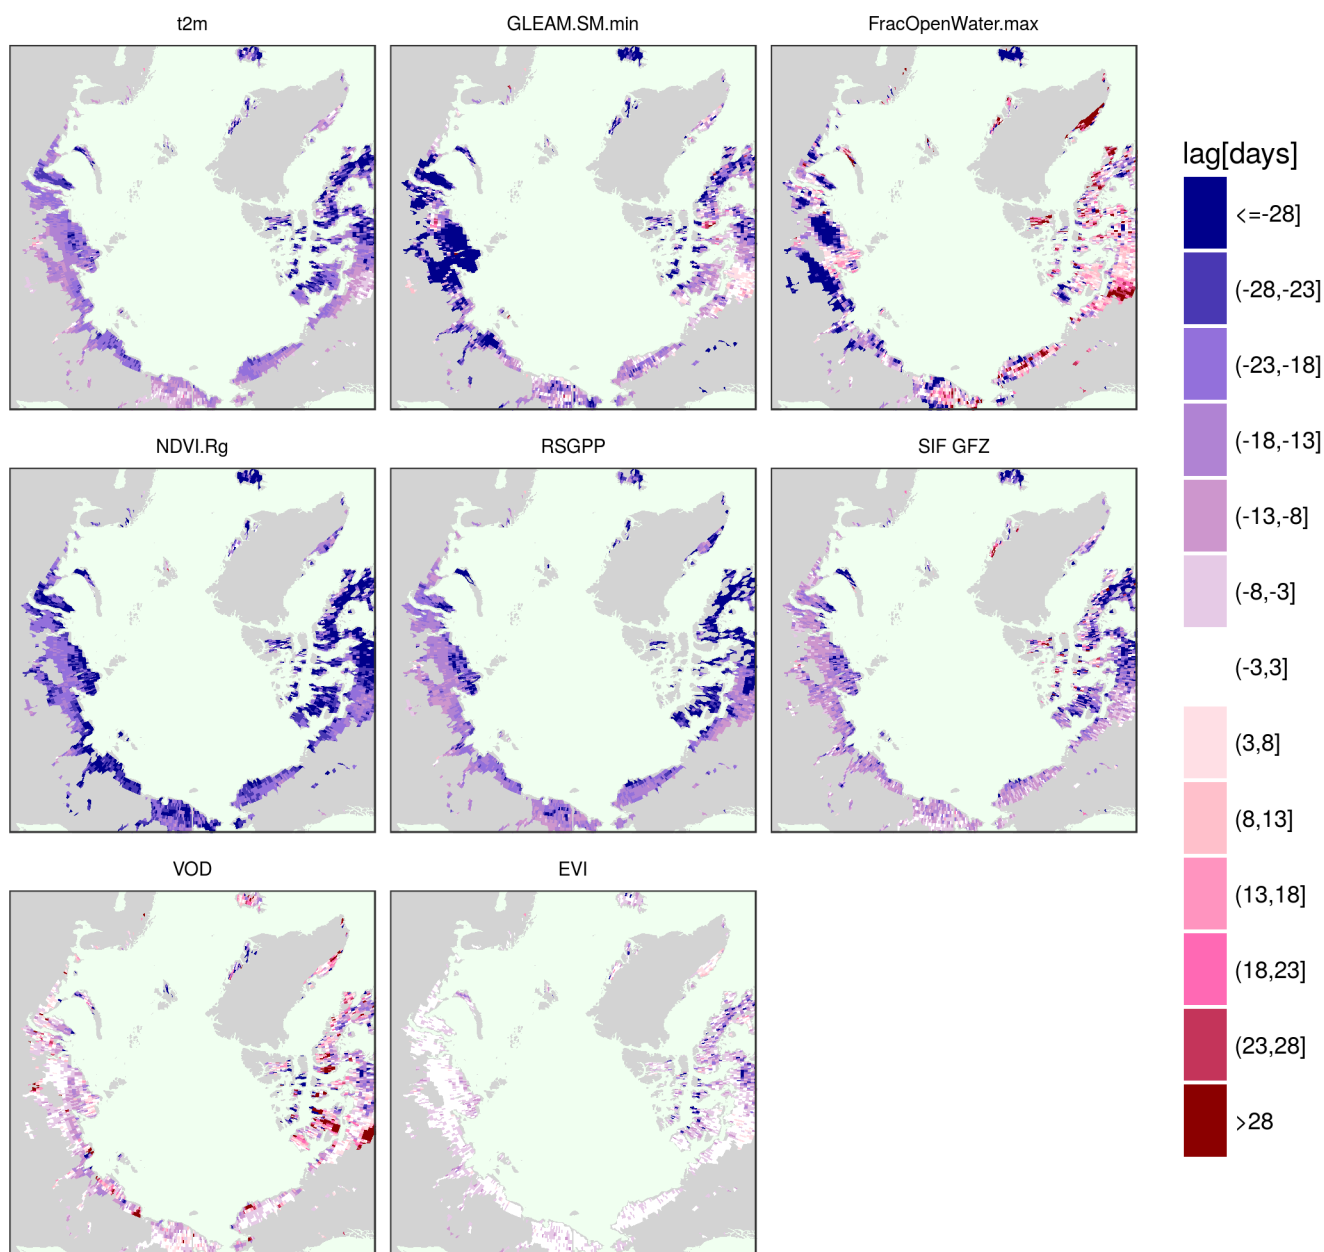 t2m
GLEAM.SM.min
FracOpenWater.max
NDVI.Rg
RSGPP
SIF GFZ
VOD
EVI
lag[days]
<=-28]
(-28,-23]
(-23,-18]
(-18,-13]
(-13,-8]
(-8,-3]
(-3,3]
(3,8]
(8,13]
(13,18]
(18,23]
(23,28]
>28